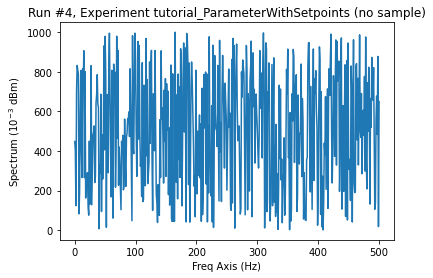 Run #4, Experiment tutorial_ParameterWithSetpoints (no sample)
1000
800
600
400
200
0
Spectrum (10⁻³ dBm)
0 100 200 300 400 500
Freq Axis (Hz)